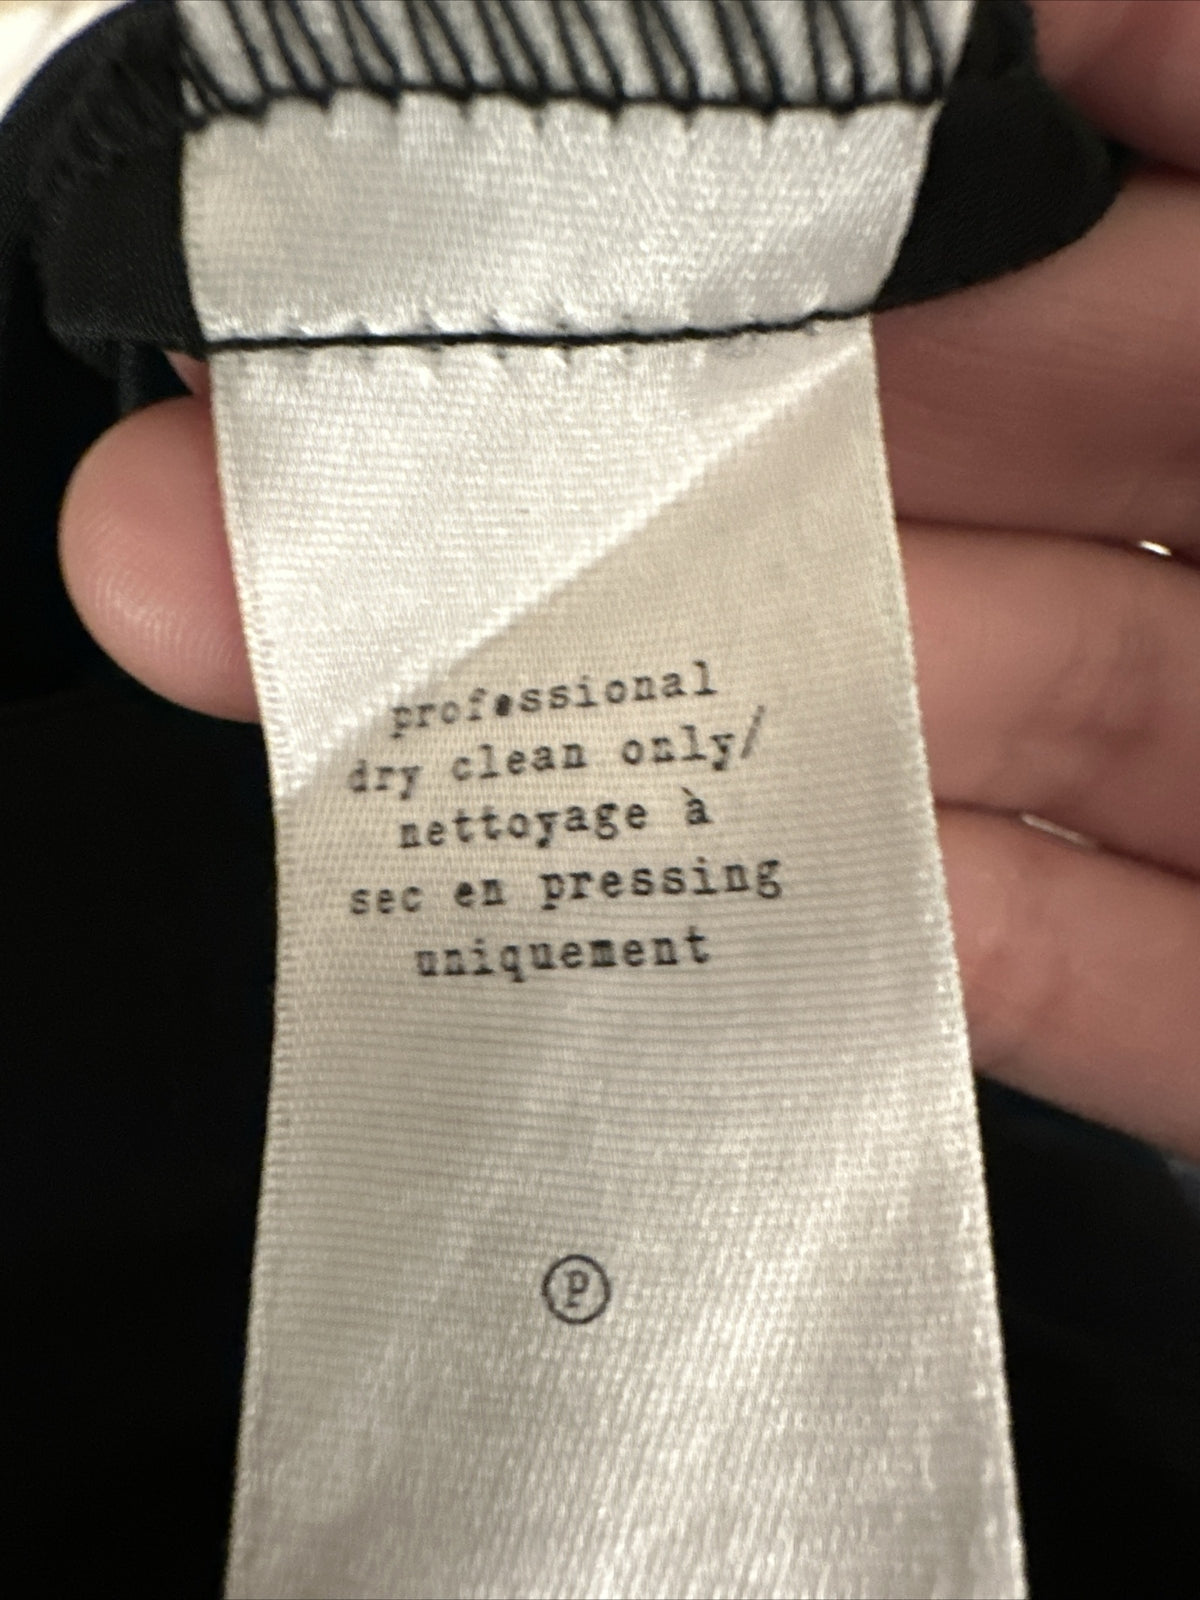 professional
dry clean only/
nettoyage à
sec en pressing
uniquement
P